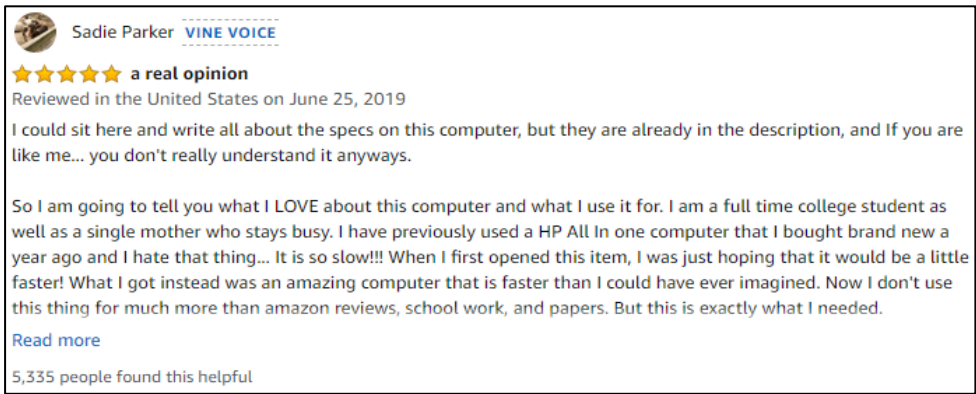 Sadie Parker VINE VOICE
a real opinion
Reviewed in the United States on June 25, 2019
I could sit here and write all about the specs on this computer, but they are already in the description, and If you are
like me... you don't really understand it anyways.
So I am going to tell you what I LOVE about this computer and what I use it for. I am a full time college student as
well as a single mother who stays busy. I have previously used a HP All In one computer that I bought brand new a
year ago and I hate that thing... It is so slow!!! When I first opened this item, I was just hoping that it would be a little
faster! What I got instead was an amazing computer that is faster than I could have ever imagined. Now I don't use
this thing for much more than amazon reviews, school work, and papers. But this is exactly what I needed.
Read more
5,335 people found this helpful